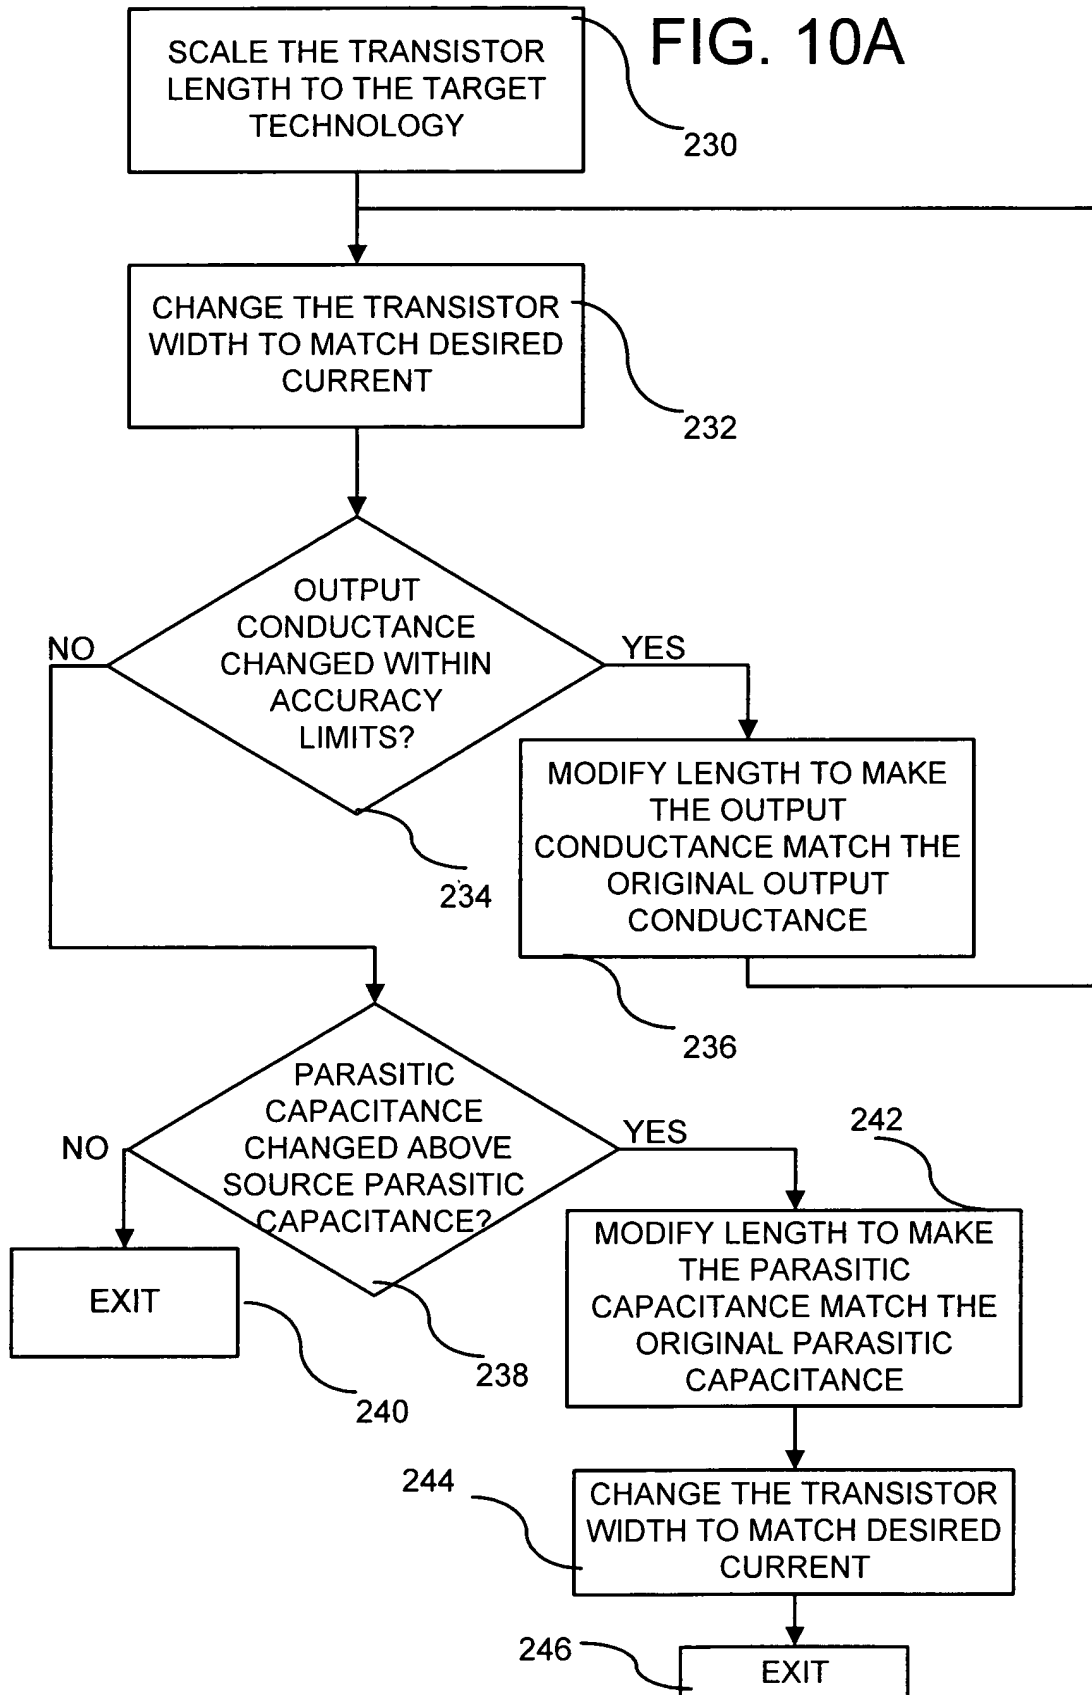 FIG. 10A
SCALE THE TRANSISTOR
LENGTH TO THE TARGET
TECHNOLOGY
230
CHANGE THE TRANSISTOR
WIDTH TO MATCH DESIRED
CURRENT
232
OUTPUT
CONDUCTANCE
CHANGED WITHIN
ACCURACY
LIMITS?
NO
YES
234
MODIFY LENGTH TO MAKE
THE OUTPUT
CONDUCTANCE MATCH THE
ORIGINAL OUTPUT
CONDUCTANCE
236
PARASITIC
CAPACITANCE
CHANGED ABOVE
SOURCE PARASITIC
CAPACITANCE?
NO
YES
238
EXIT
240
242
MODIFY LENGTH TO MAKE
THE PARASITIC
CAPACITANCE MATCH THE
ORIGINAL PARASITIC
CAPACITANCE
244
CHANGE THE TRANSISTOR
WIDTH TO MATCH DESIRED
CURRENT
246
EXIT